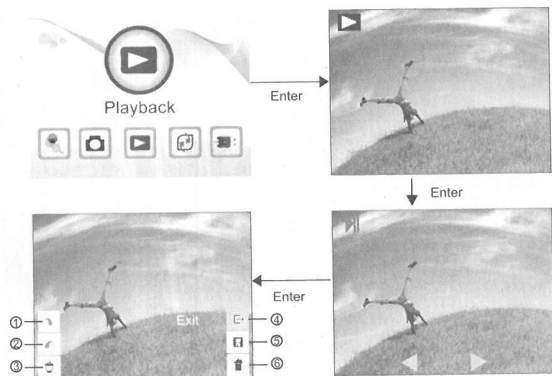 Playback
Enter
Enter
Enter
Exit
①
②
③
④
⑤
⑥